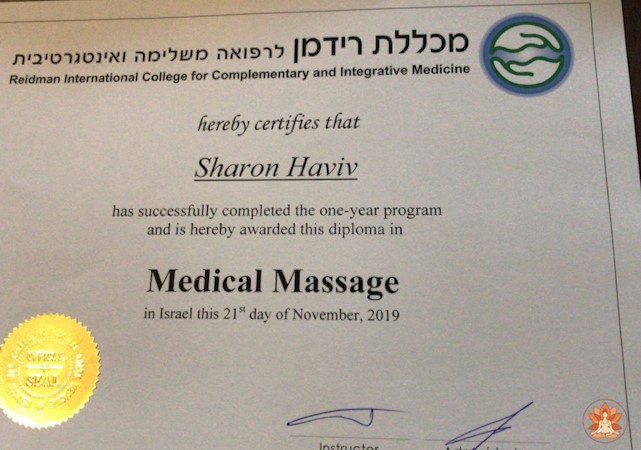 מכללת רידמן לרפואה משלימה ואינטגרטיבית
Reidman International College for Complementary and Integrative Medicine
hereby certifies that
Sharon Haviv
has successfully completed the one-year program
and is hereby awarded this diploma in
Medical Massage
in Israel this 21st day of November, 2019
OFFICIAL
SEAL
Instructor